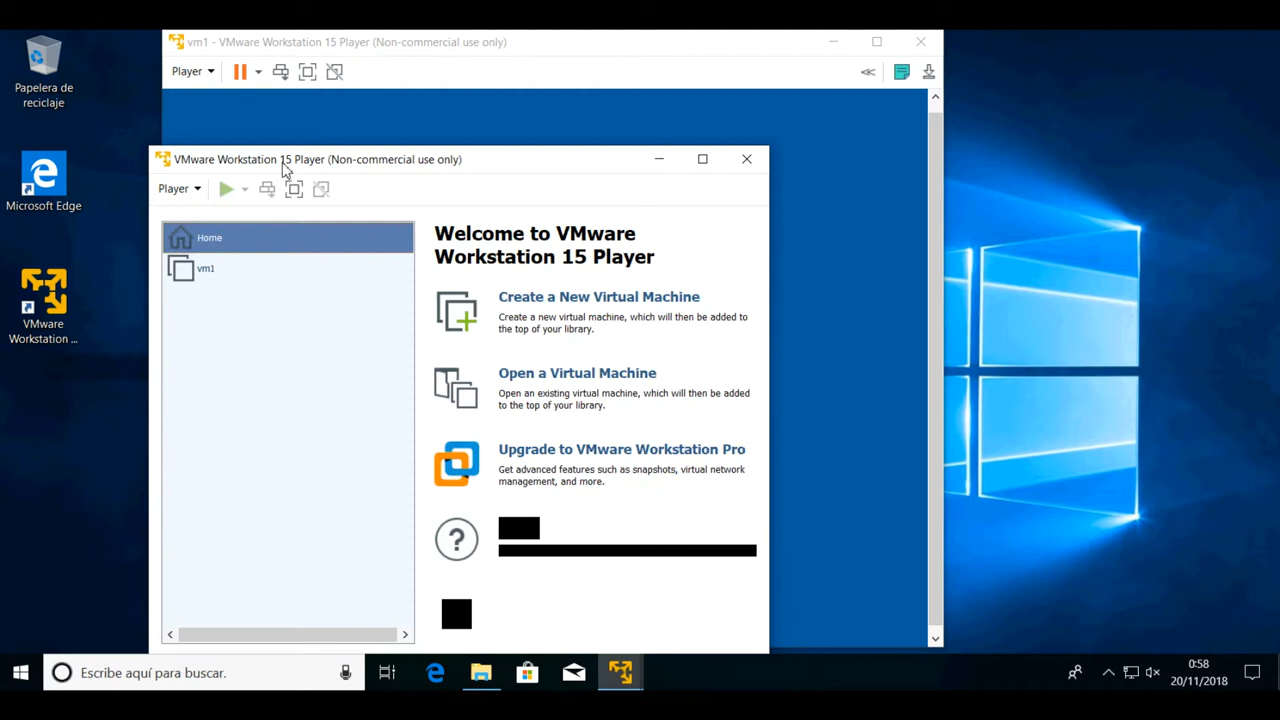 Papelera de
reciclaje
Microsoft Edge
VMware
Workstation ...
vm1 - VMware Workstation 15 Player (Non-commercial use only)
Player
VMware Workstation 15 Player (Non-commercial use only)
Player
Home
vm1
Welcome to VMware
Workstation 15 Player
Create a New Virtual Machine
Create a new virtual machine, which will then be added
to the top of your library.
Open a Virtual Machine
Open an existing virtual machine, which will then be added
to the top of your library.
Upgrade to VMware Workstation Pro
Get advanced features such as snapshots, virtual network
management, and more.
?
Escribe aquí para buscar.
0:58
20/11/2018